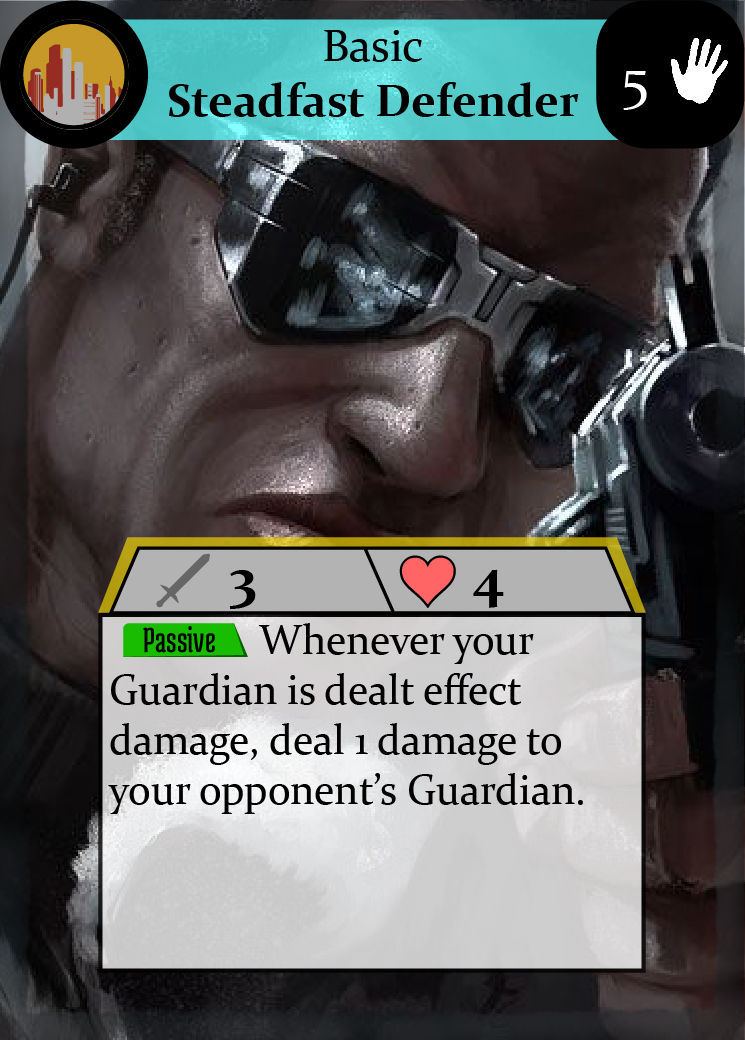 Basic
Steadfast Defender
5
3
4
Passive Whenever your
Guardian is dealt effect
damage, deal 1 damage to
your opponent’s Guardian.